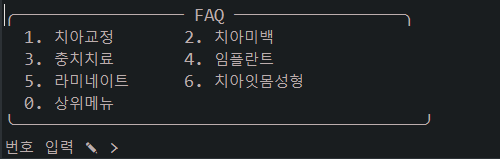 FAQ
1. 치아교정 2. 치아미백
3. 충치치료 4. 임플란트
5. 라미네이트 6. 치아잇몸성형
0. 상위메뉴
번호 입력 ✎ >